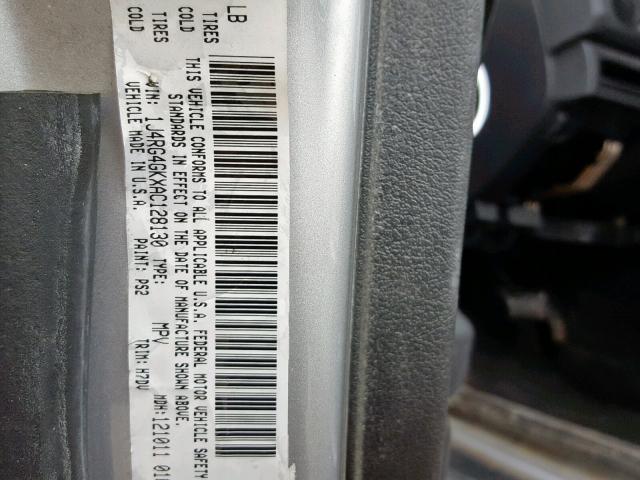 LB
TIRES
COLD
TIRES
COLD
THIS VEHICLE CONFORMS TO ALL APPLICABLE U.S.A. FEDERAL MOTOR VEHICLE SAFETY
STANDARDS IN EFFECT ON THE DATE OF MANUFACTURE SHOWN ABOVE.
VIN: 1J4RG4GKXAC128130 TYPE: MPV MDH:121011
VEHICLE MADE IN U.S.A. PAINT: PS2 TRIM: H7DV